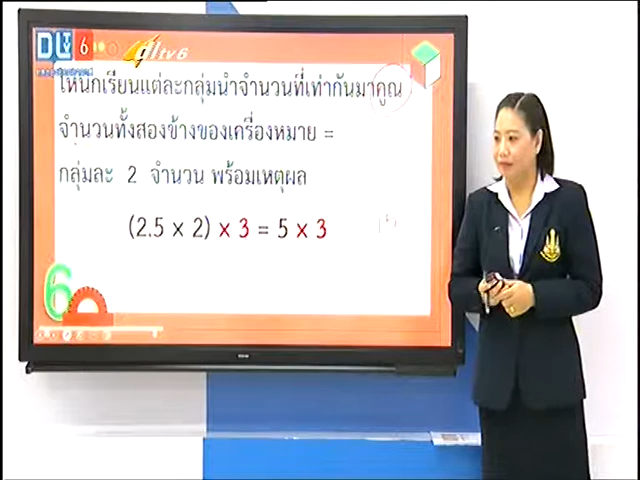 DLTV 6
dltv6
ให้นักเรียนแต่ละกลุ่มนำจำนวนที่เท่ากันมาคูณ
จำนวนทั้งสองข้างของเครื่องหมาย =
กลุ่มละ 2 จำนวน พร้อมเหตุผล
(2.5 × 2) × 3 = 5 × 3
6